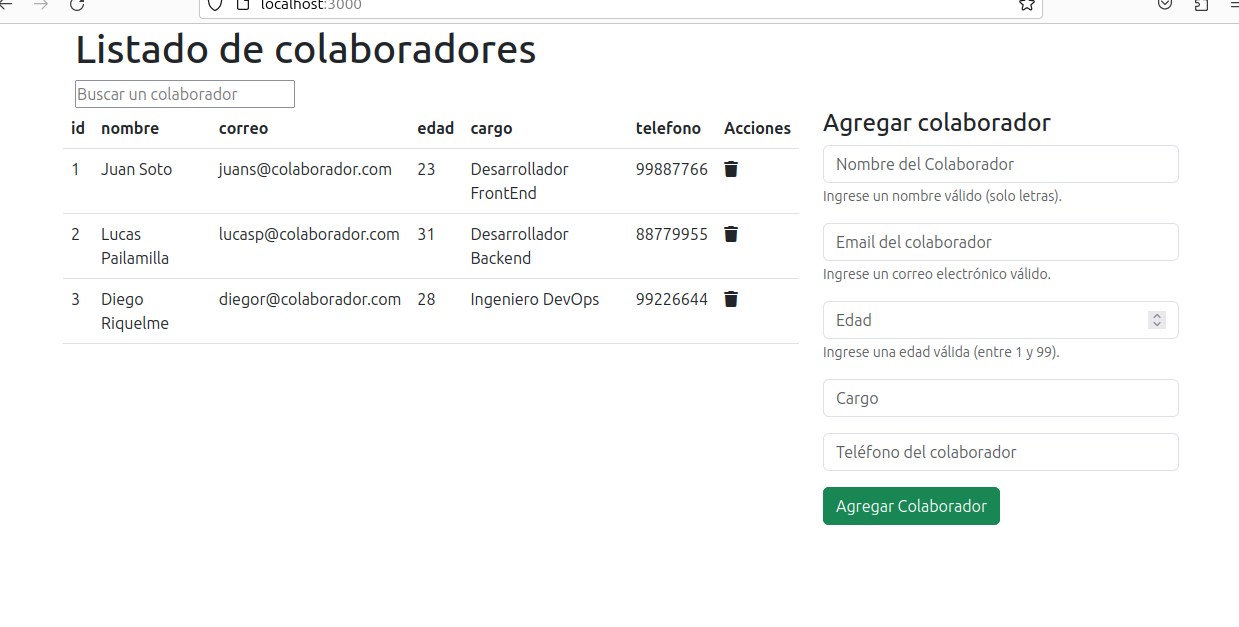 localhost:3000
Listado de colaboradores
Buscar un colaborador
id nombre correo edad cargo telefono Acciones
1 Juan Soto juans@colaborador.com 23 Desarrollador FrontEnd 99887766
2 Lucas Pailamilla lucasp@colaborador.com 31 Desarrollador Backend 88779955
3 Diego Riquelme diegor@colaborador.com 28 Ingeniero DevOps 99226644
Agregar colaborador
Nombre del Colaborador
Ingrese un nombre válido (solo letras).
Email del colaborador
Ingrese un correo electrónico válido.
Edad
Ingrese una edad válida (entre 1 y 99).
Cargo
Teléfono del colaborador
Agregar Colaborador